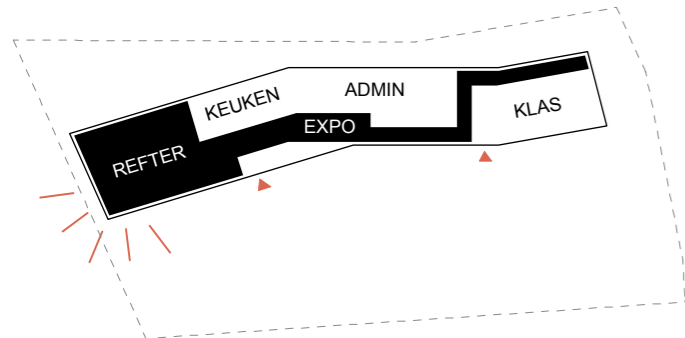 REFTER
KEUKEN
EXPO
ADMIN
KLAS